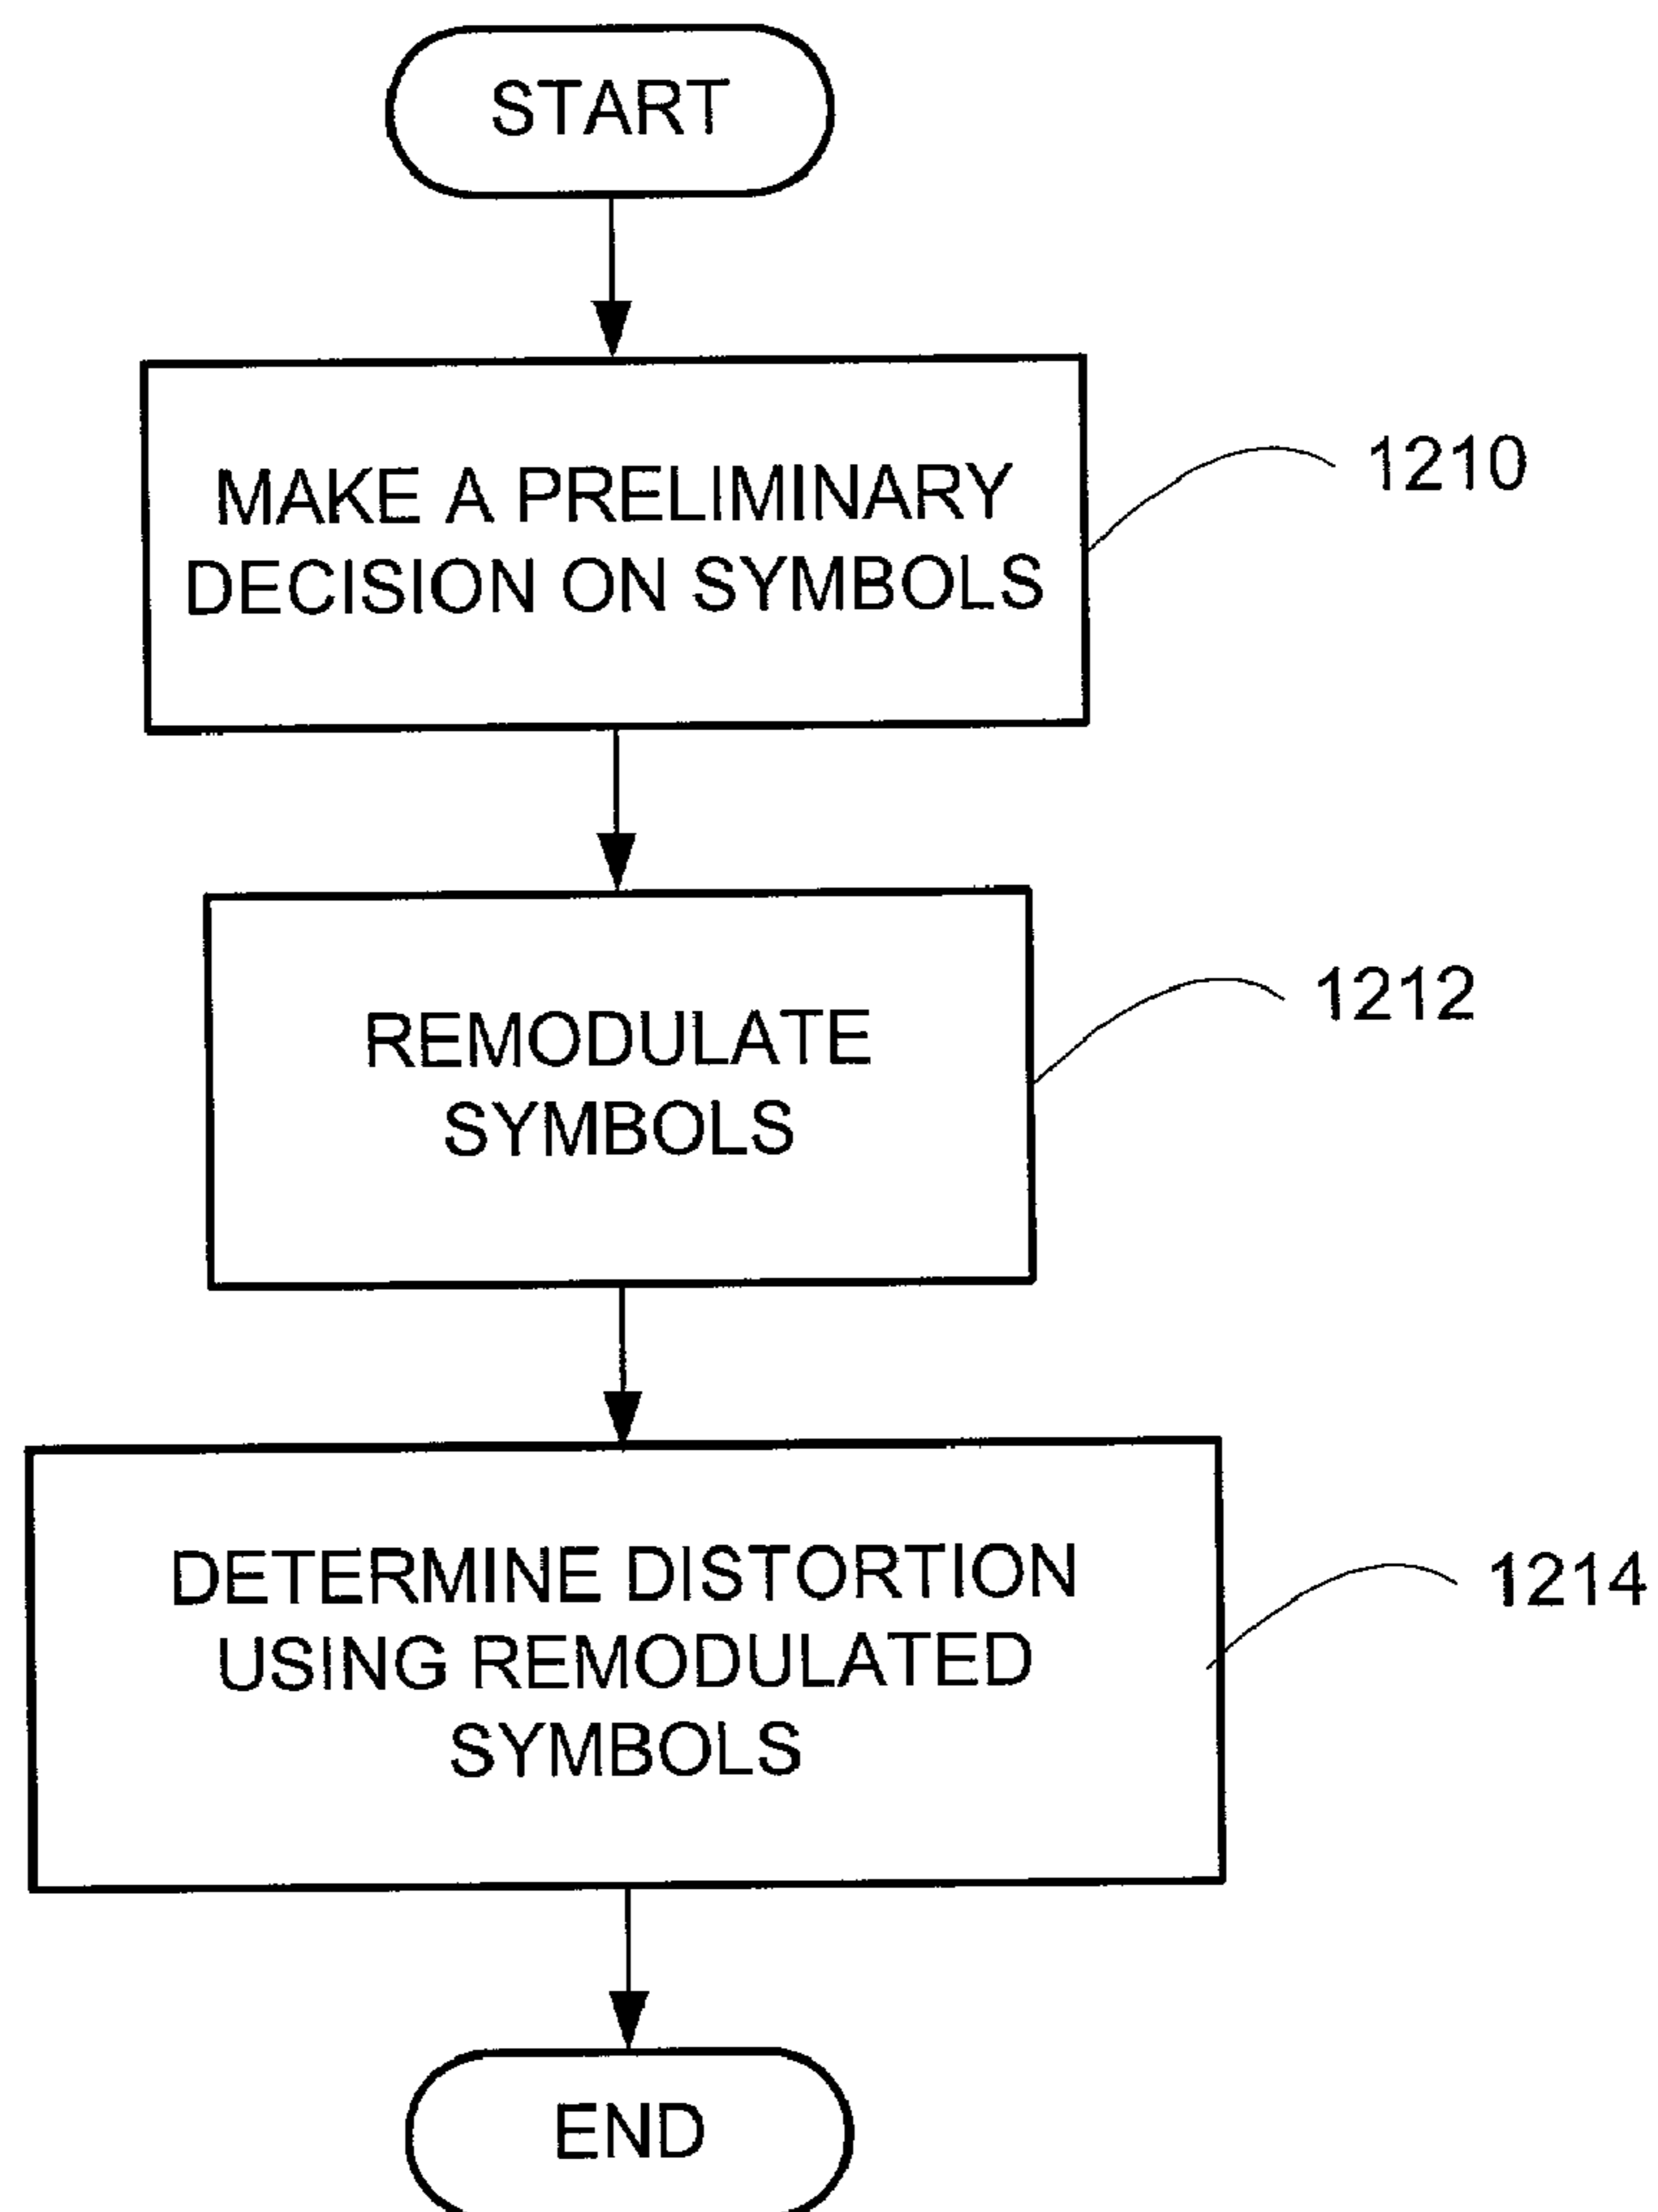 START
MAKE A PRELIMINARY
DECISION ON SYMBOLS
1210
REMODULATE
SYMBOLS
1212
DETERMINE DISTORTION
USING REMODULATED
SYMBOLS
1214
END